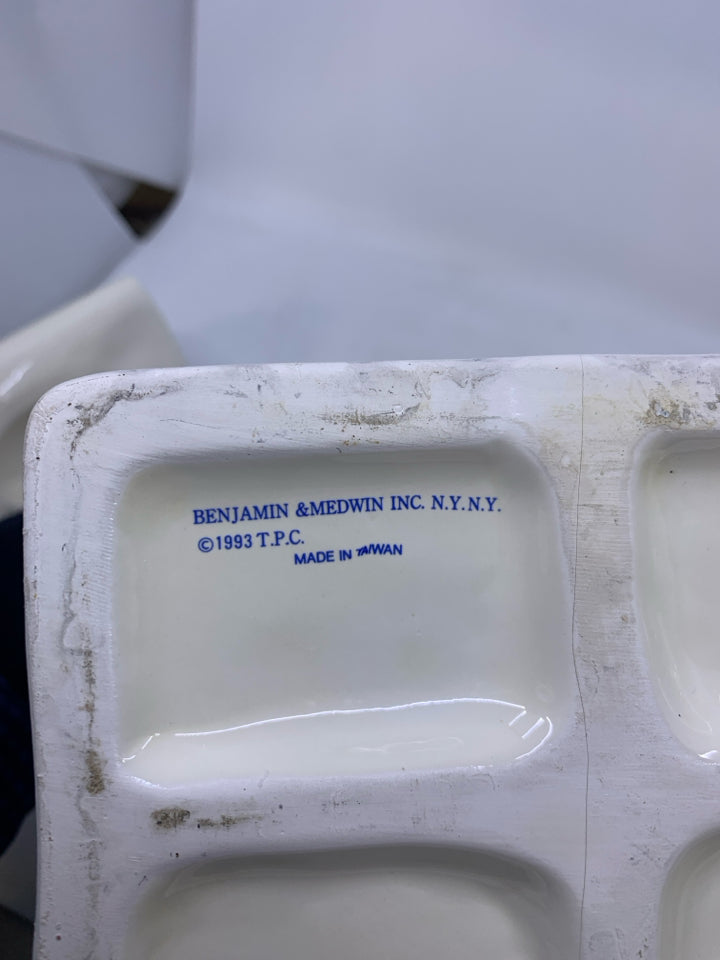 BENJAMIN &MEDWIN INC. N.Y.N.Y.
©1993 T.P.C.
MADE IN TAIWAN